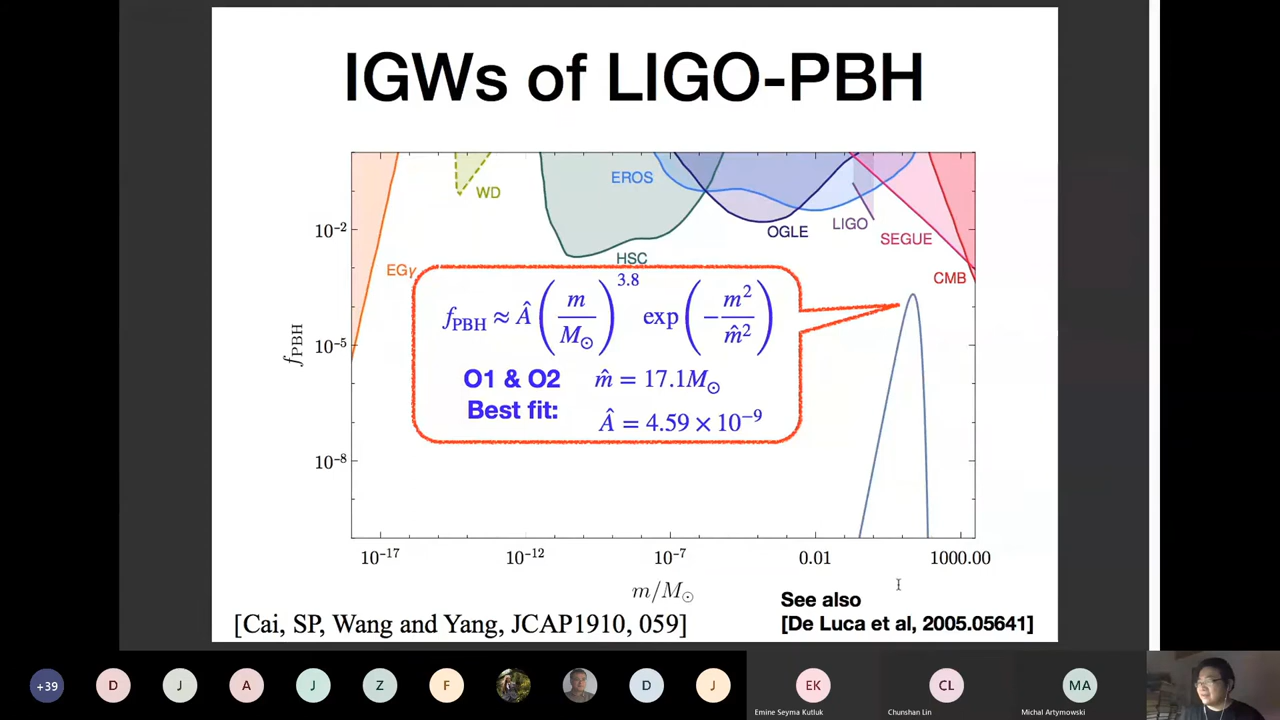 IGWs of LIGO-PBH
WD
EROS
OGLE
LIGO
SEGUE
HSC
EGγ
CMB
10⁻²
10⁻⁵
10⁻⁸
f_PBH
f_PBH ≈ Â (m / M⊙)^3.8 exp(−m² / m̂²)
O1 & O2 m̂ = 17.1M⊙
Best fit: Â = 4.59 × 10⁻⁹
10⁻¹⁷ 10⁻¹² 10⁻⁷ 0.01 1000.00
m/M⊙
See also
[Cai, SP, Wang and Yang, JCAP1910, 059] [De Luca et al, 2005.05641]
+39 D J A J Z F D J EK CL MA
Emine Seyma Kutluk Chunshan Lin Michal Artymowski